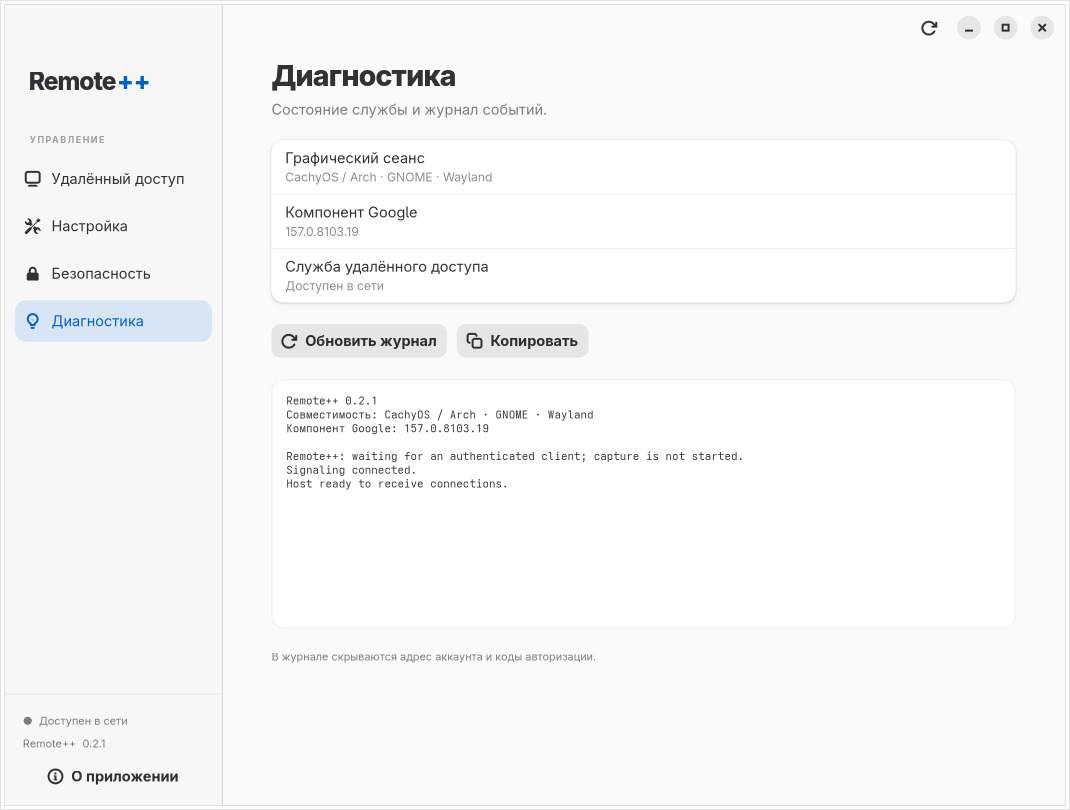 Remote++
УПРАВЛЕНИЕ
Удалённый доступ
Настройка
Безопасность
Диагностика
Доступен в сети
Remote++ 0.2.1
О приложении
Диагностика
Состояние службы и журнал событий.
Графический сеанс
CachyOS / Arch · GNOME · Wayland
Компонент Google
157.0.8103.19
Служба удалённого доступа
Доступен в сети
Обновить журнал
Копировать
Remote++ 0.2.1
Совместимость: CachyOS / Arch · GNOME · Wayland
Компонент Google: 157.0.8103.19
Remote++: waiting for an authenticated client; capture is not started.
Signaling connected.
Host ready to receive connections.
В журнале скрываются адрес аккаунта и коды авторизации.